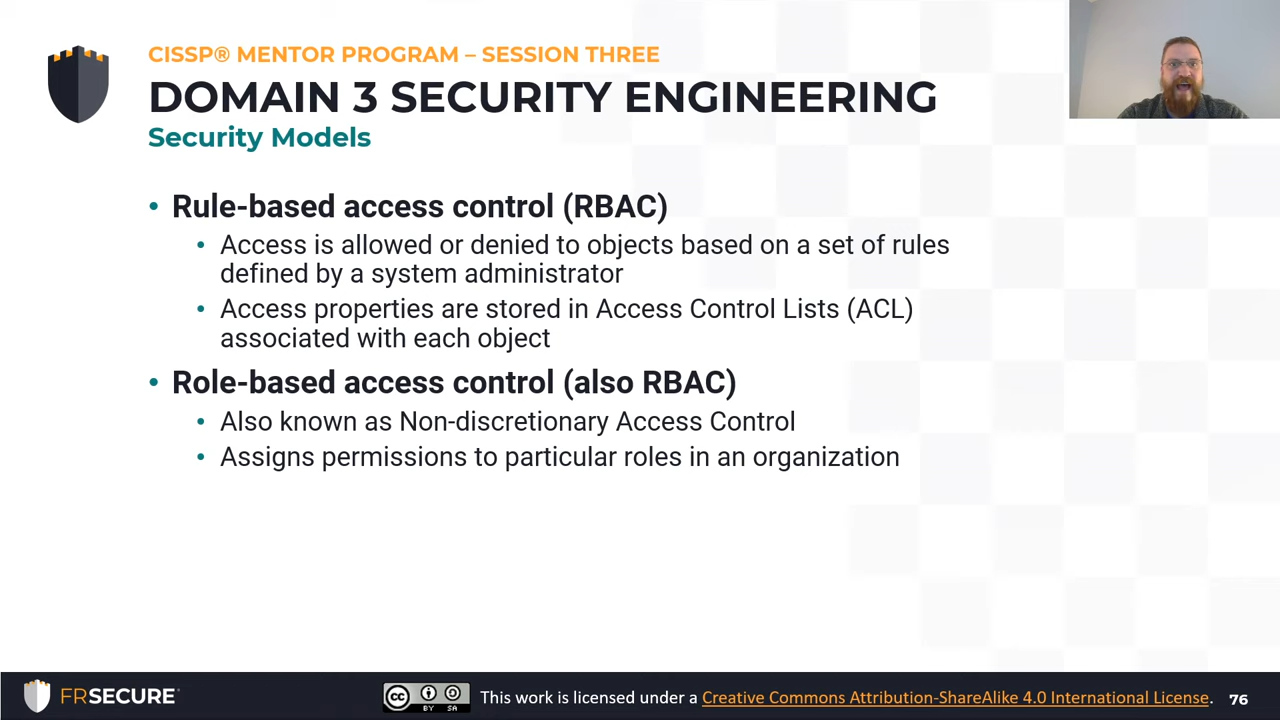 CISSP® MENTOR PROGRAM – SESSION THREE
DOMAIN 3 SECURITY ENGINEERING
Security Models
• Rule-based access control (RBAC)
• Access is allowed or denied to objects based on a set of rules
defined by a system administrator
• Access properties are stored in Access Control Lists (ACL)
associated with each object
• Role-based access control (also RBAC)
• Also known as Non-discretionary Access Control
• Assigns permissions to particular roles in an organization
FRSECURE®
CC BY SA
This work is licensed under a Creative Commons Attribution-ShareAlike 4.0 International License.
76